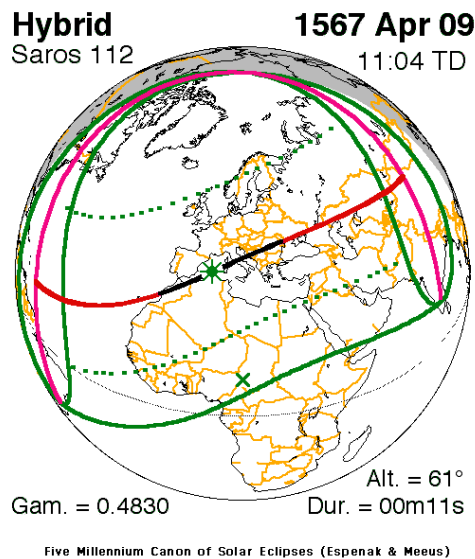 Hybrid 1567 Apr 09
Saros 112 11:04 TD
Alt. = 61°
Gam. = 0.4830 Dur. = 00m11s
Five Millennium Canon of Solar Eclipses (Espenak & Meeus)